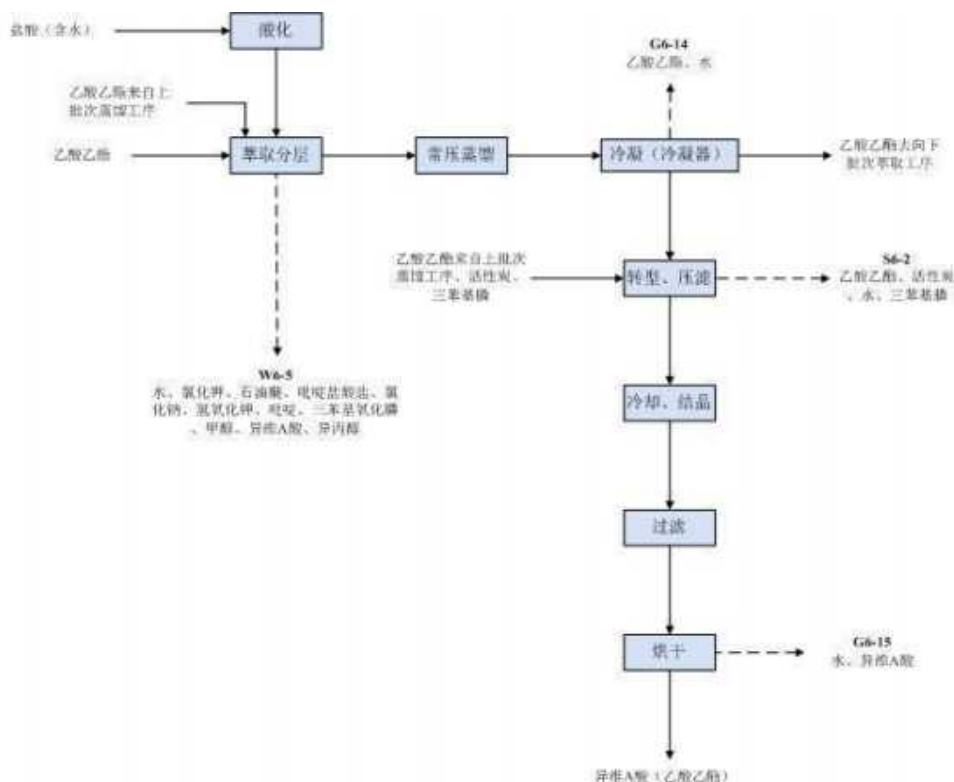 盐酸（含水）
酸化
G6-14
乙酸乙酯、水
乙酸乙酯来自上
批次蒸馏工序
乙酸乙酯
萃取分层
常压蒸馏
冷凝（冷凝器）
乙酸乙酯去向下
批次萃取工序
乙酸乙酯来自上批次
蒸馏工序、活性炭、
三苯基膦
转型、压滤
S6-2
乙酸乙酯、活性炭
、水、三苯基膦
W6-5
水、氯化钾、石油醚、吡啶盐酸盐、氯
化钠、氢氧化钾、吡啶、三苯基氧化膦
、甲醇、异维A酸、异丙醇
冷却、结晶
过滤
烘干
G6-15
水、异维A酸
异维A酸（乙酸乙酯）